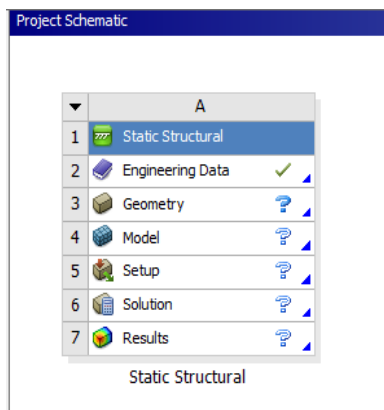 Project Schematic
A
1 Static Structural
2 Engineering Data
3 Geometry ?
4 Model ?
5 Setup ?
6 Solution ?
7 Results ?
Static Structural